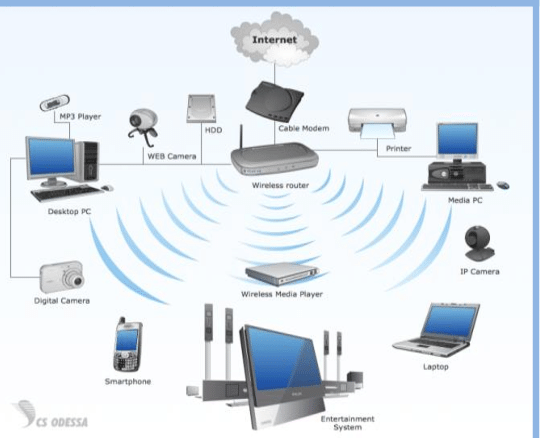 Internet
MP3 Player
HDD
Cable Modem
WEB Camera
Printer
Wireless router
Desktop PC
Media PC
IP Camera
Digital Camera
Wireless Media Player
Smartphone
Laptop
Entertainment
System
CS ODESSA